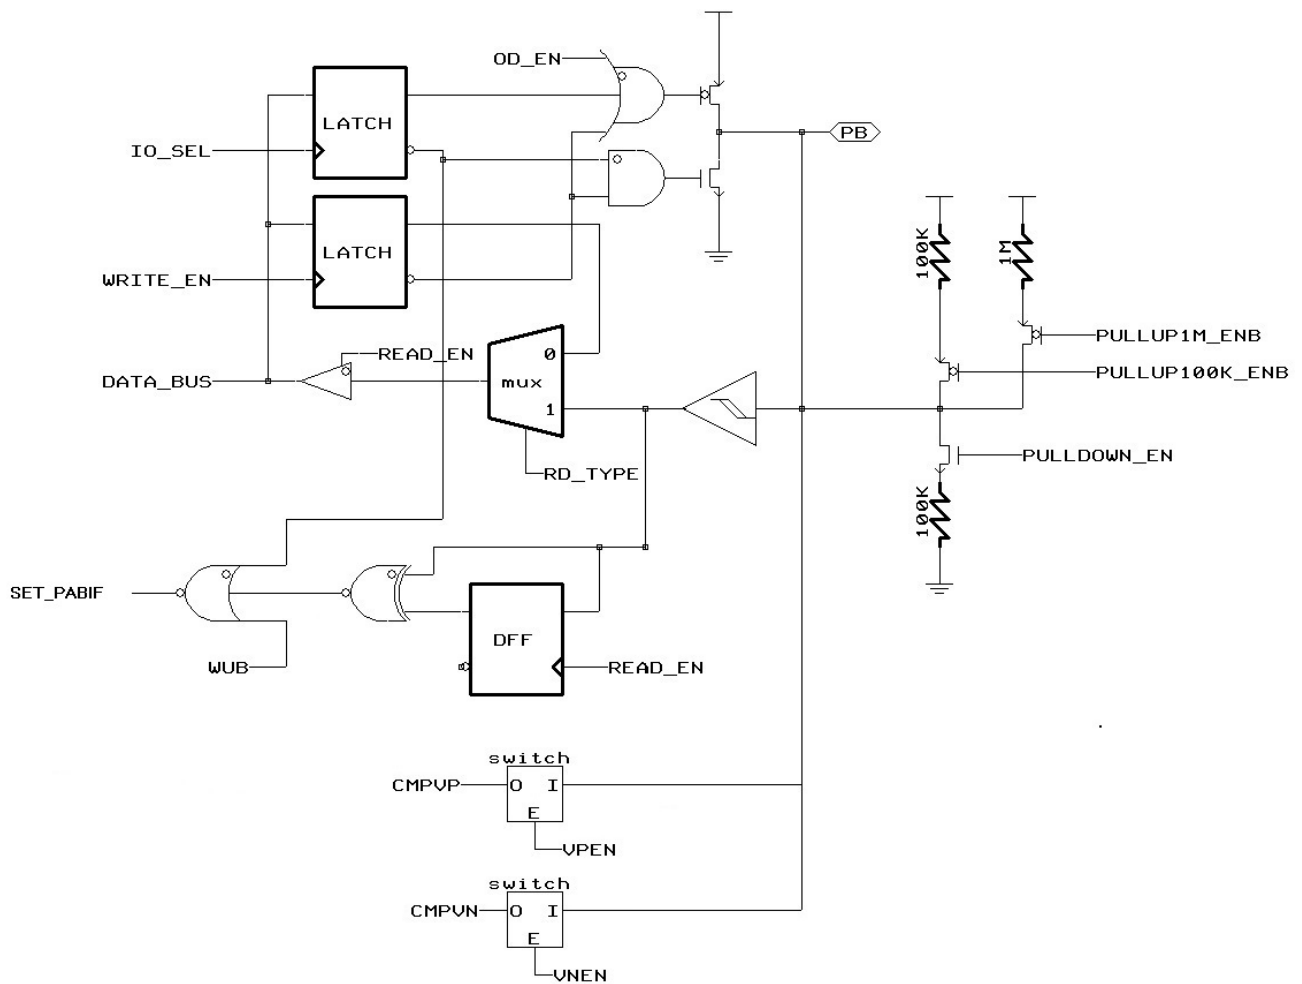 OD_EN
LATCH
IO_SEL
PB
LATCH
WRITE_EN
100K
1M
PULLUP1M_ENB
READ_EN
0
DATA_BUS
mux
PULLUP100K_ENB
1
RD_TYPE
PULLDOWN_EN
100K
SET_PABIF
DFF
WUB
READ_EN
switch
CMPVP
O I
E
VPEN
switch
CMPVN
O I
E
VNEN